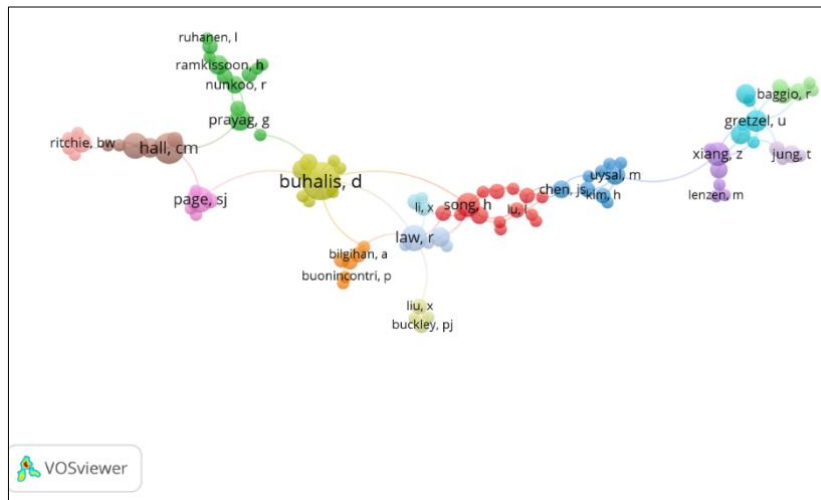 ruhanen, l
ramkissoon, h
nunkoo, r
prayag, g
ritchie, bw
hall, cm
page, sj
buhalis, d
bilgihan, a
buonincontri, p
li, x
law, r
song, h
lu, l
liu, x
buckley, pj
chen, js
uysal, m
kim, h
baggio, r
gretzel, u
xiang, z
jung, t
lenzen, m
VOSviewer